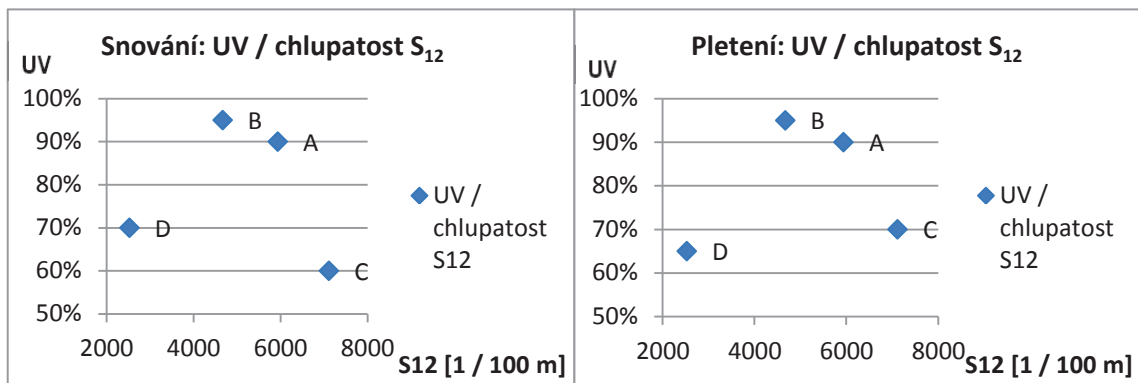 Snování: UV / chlupatost S12
UV
100%
90%
80%
70%
60%
50%
B
A
D
C
UV /
chlupatost
S12
2000 4000 6000 8000
S12 [1 / 100 m]
Pletení: UV / chlupatost S12
UV
100%
90%
80%
70%
60%
50%
B
A
C
D
UV /
chlupatost
S12
2000 4000 6000 8000
S12 [1 / 100 m]